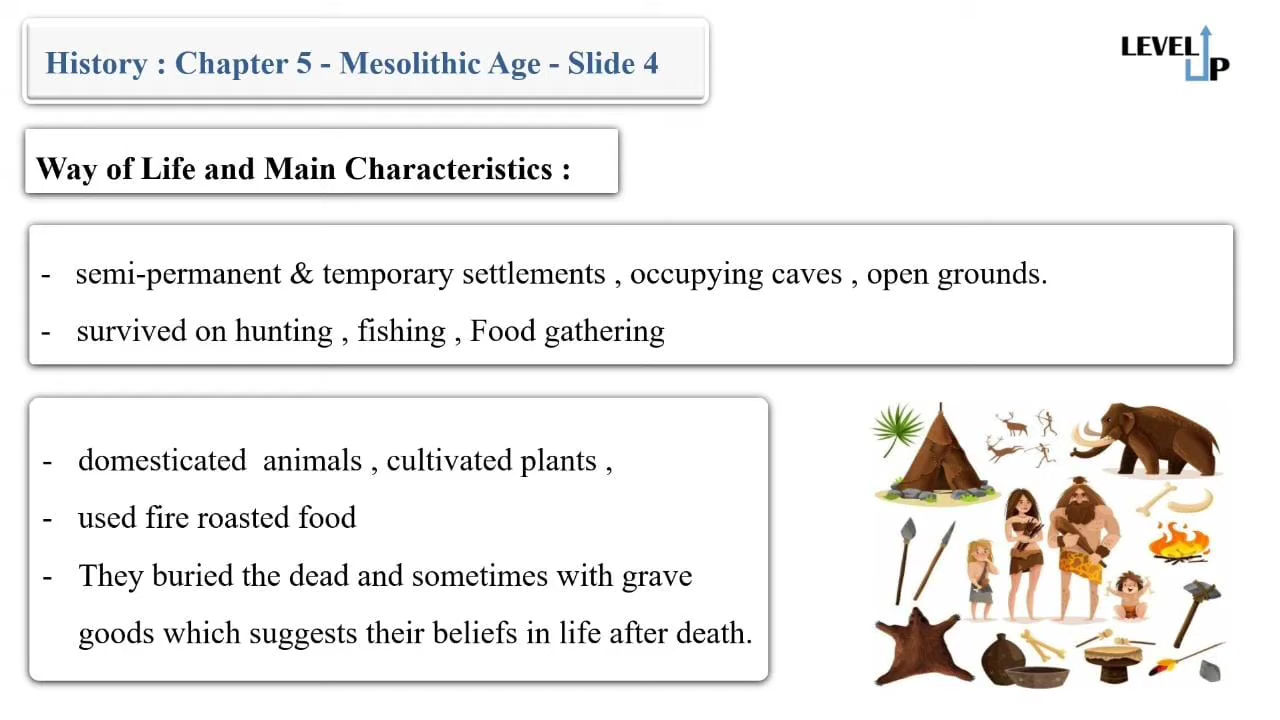 History : Chapter 5 - Mesolithic Age - Slide 4
LEVEL UP
Way of Life and Main Characteristics :
- semi-permanent & temporary settlements , occupying caves , open grounds.
- survived on hunting , fishing , Food gathering
- domesticated  animals , cultivated plants ,
- used fire roasted food
- They buried the dead and sometimes with grave
goods which suggests their beliefs in life after death.